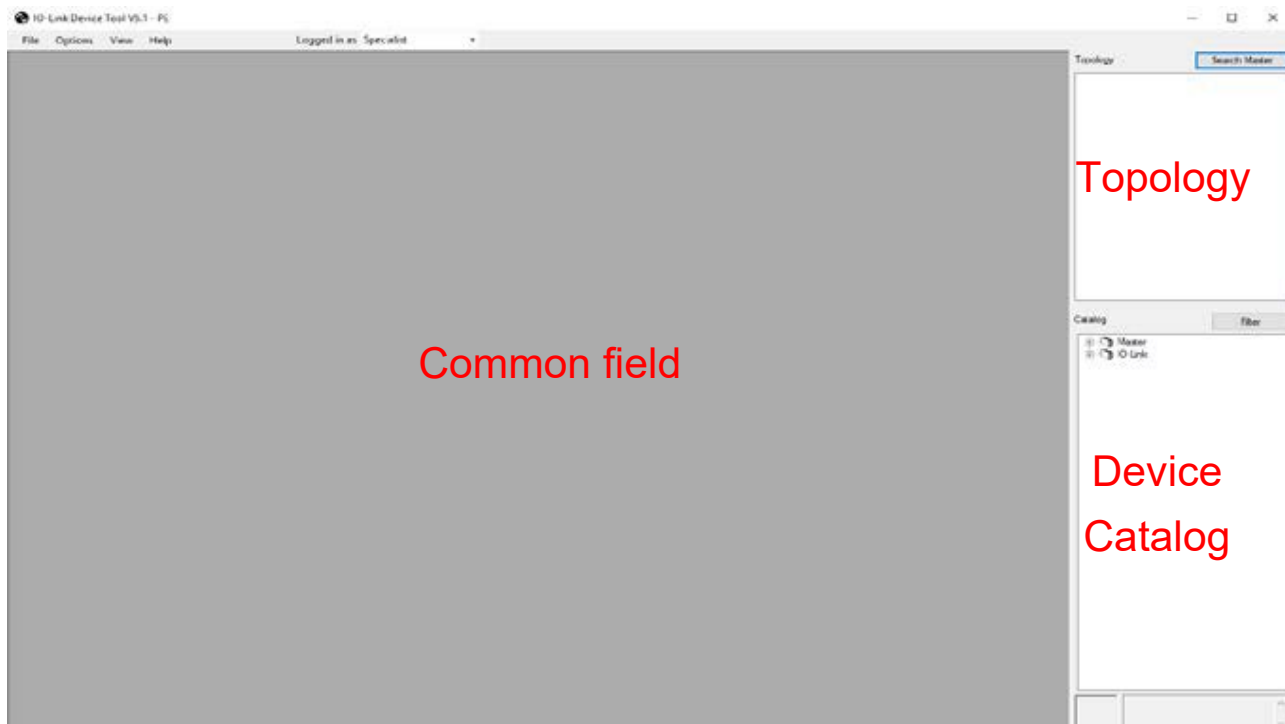 IO-Link Device Tool V5.1 - PE
File Options View Help Logged in as Specialist
Topology Search Master
Topology
Catalog Filter
Master
IO-Link
Common field
Device
Catalog